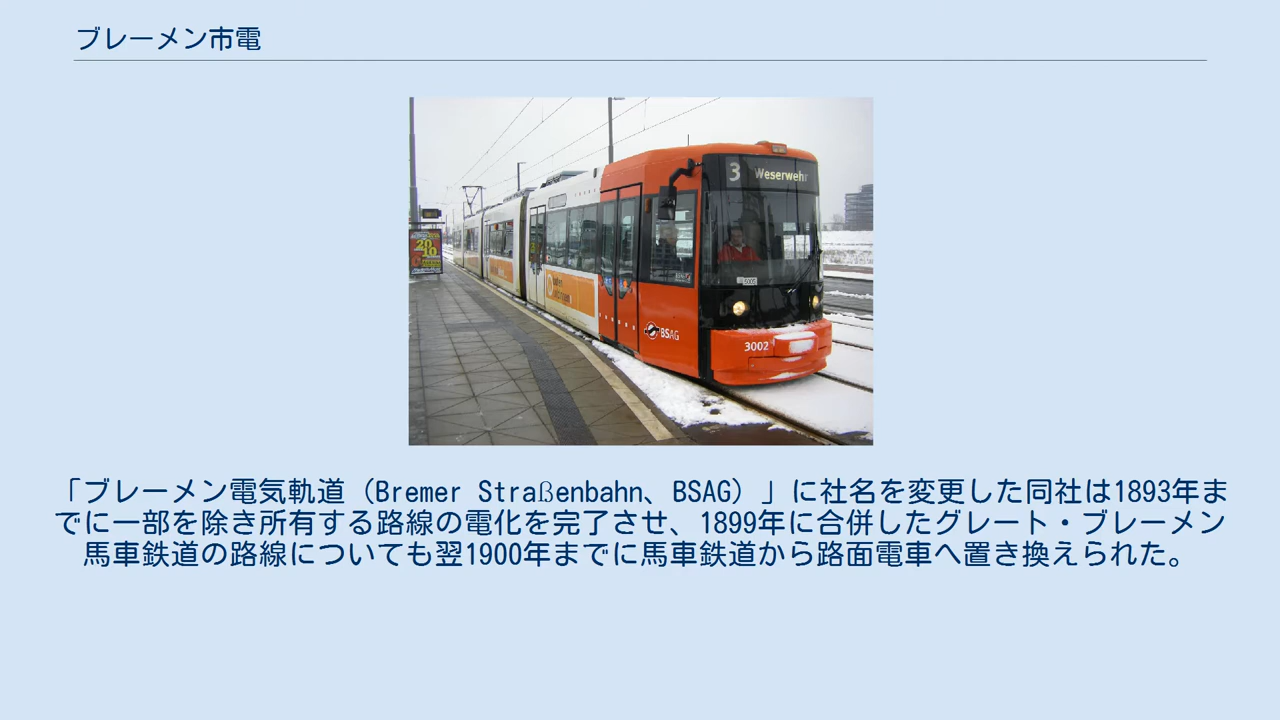 ブレーメン市電
3 Weserwehr
2010
3002
BSAG
「ブレーメン電気軌道（Bremer Straßenbahn、BSAG）」に社名を変更した同社は1893年ま
でに一部を除き所有する路線の電化を完了させ、1899年に合併したグレート・ブレーメン
馬車鉄道の路線についても翌1900年までに馬車鉄道から路面電車へ置き換えられた。